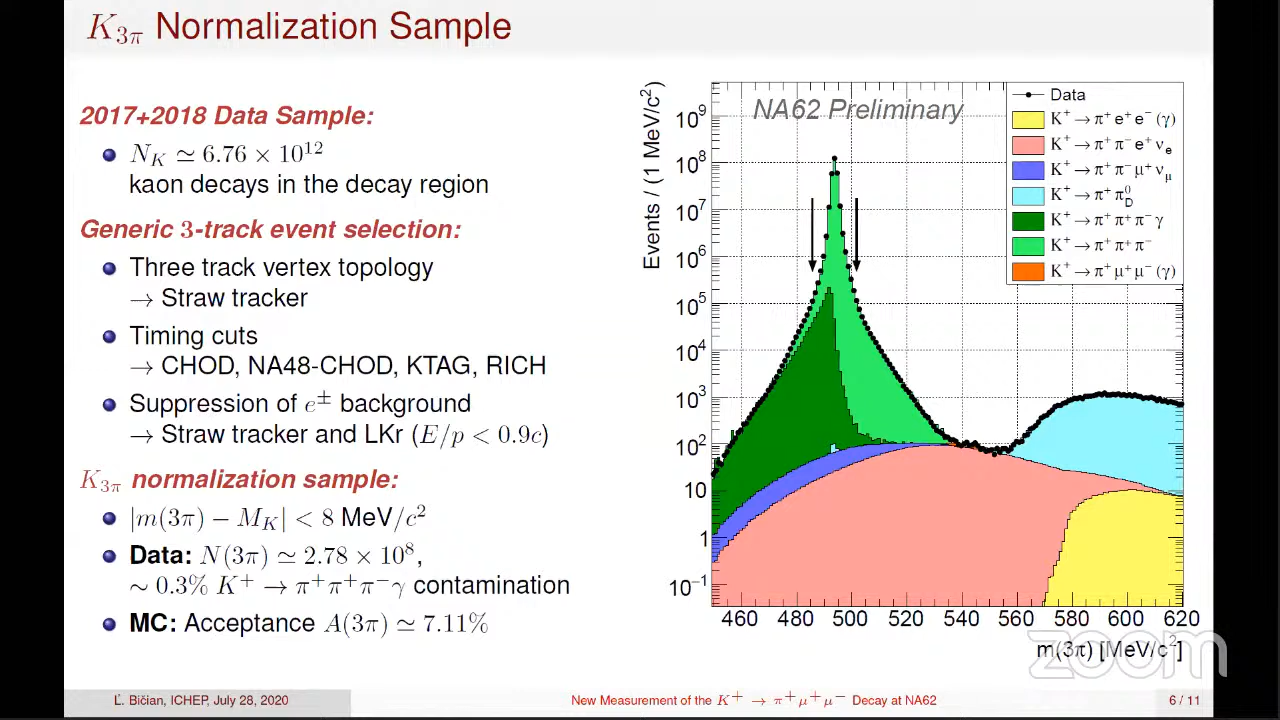 K3π Normalization Sample
2017+2018 Data Sample:
N_K ≃ 6.76 × 10^12
kaon decays in the decay region
Generic 3-track event selection:
Three track vertex topology
→ Straw tracker
Timing cuts
→ CHOD, NA48-CHOD, KTAG, RICH
Suppression of e± background
→ Straw tracker and LKr (E/p < 0.9c)
K3π normalization sample:
|m(3π) − M_K| < 8 MeV/c²
Data: N(3π) ≃ 2.78 × 10^8,
∼ 0.3% K⁺ → π⁺π⁺π⁻γ contamination
MC: Acceptance A(3π) ≃ 7.11%
Events / (1 MeV/c²)
NA62 Preliminary
Data
K⁺ → π⁺ e⁺ e⁻ (γ)
K⁺ → π⁺ π⁻ e⁺ ν_e
K⁺ → π⁺ π⁻ μ⁺ ν_μ
K⁺ → π⁺ π⁰_D
K⁺ → π⁺ π⁺ π⁻ γ
K⁺ → π⁺ π⁺ π⁻
K⁺ → π⁺ μ⁺ μ⁻ (γ)
10^9
10^8
10^7
10^6
10^5
10^4
10^3
10^2
10
1
10^−1
460 480 500 520 540 560 580 600 620
m(3π) [MeV/c²]
zoom
Ľ. Bičian, ICHEP, July 28, 2020
New Measurement of the K⁺ → π⁺μ⁺μ⁻ Decay at NA62
6 / 11